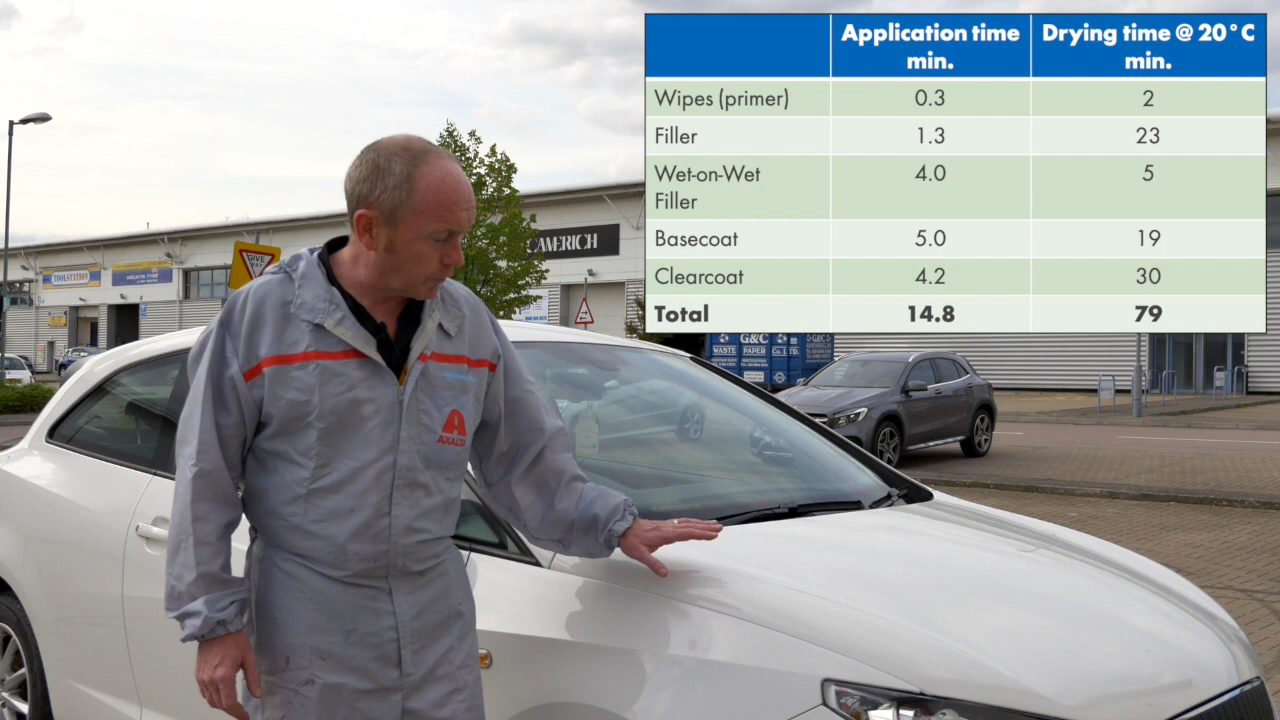 Application time min. Drying time @ 20°C min.
Wipes (primer) 0.3 2
Filler 1.3 23
Wet-on-Wet Filler 4.0 5
Basecoat 5.0 19
Clearcoat 4.2 30
Total 14.8 79
CAMERICH
GIVE WAY
TOOLSTATION
AXALTA
G&C
G&C
WASTE PAPER Co. LTD.